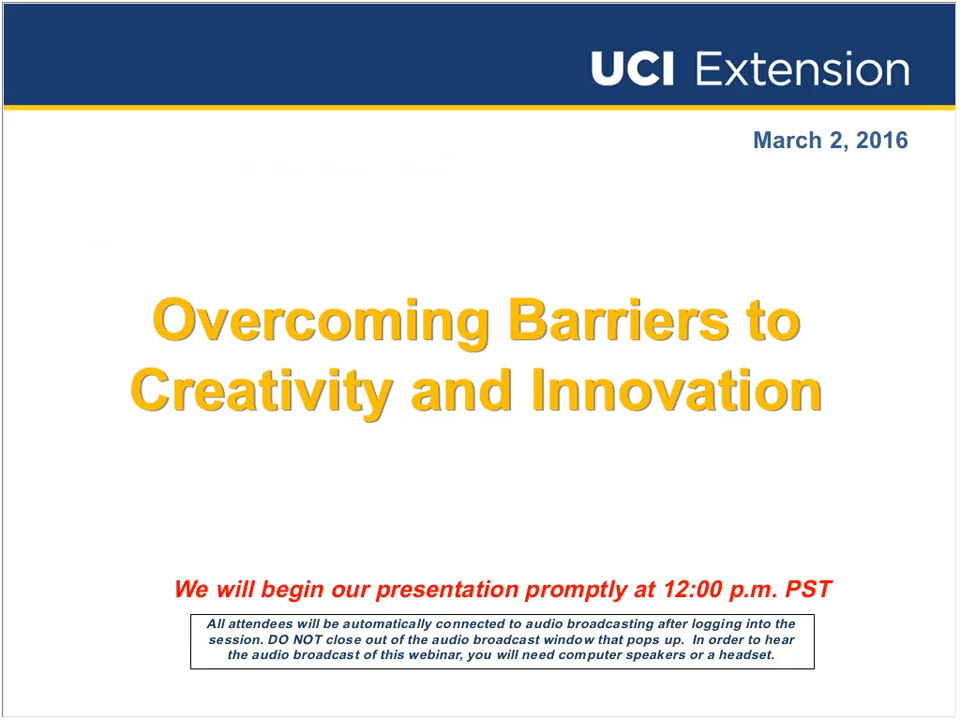 UCI Extension
March 2, 2016
Overcoming Barriers to
Creativity and Innovation
We will begin our presentation promptly at 12:00 p.m. PST
All attendees will be automatically connected to audio broadcasting after logging into the
session. DO NOT close out of the audio broadcast window that pops up.  In order to hear
the audio broadcast of this webinar, you will need computer speakers or a headset.